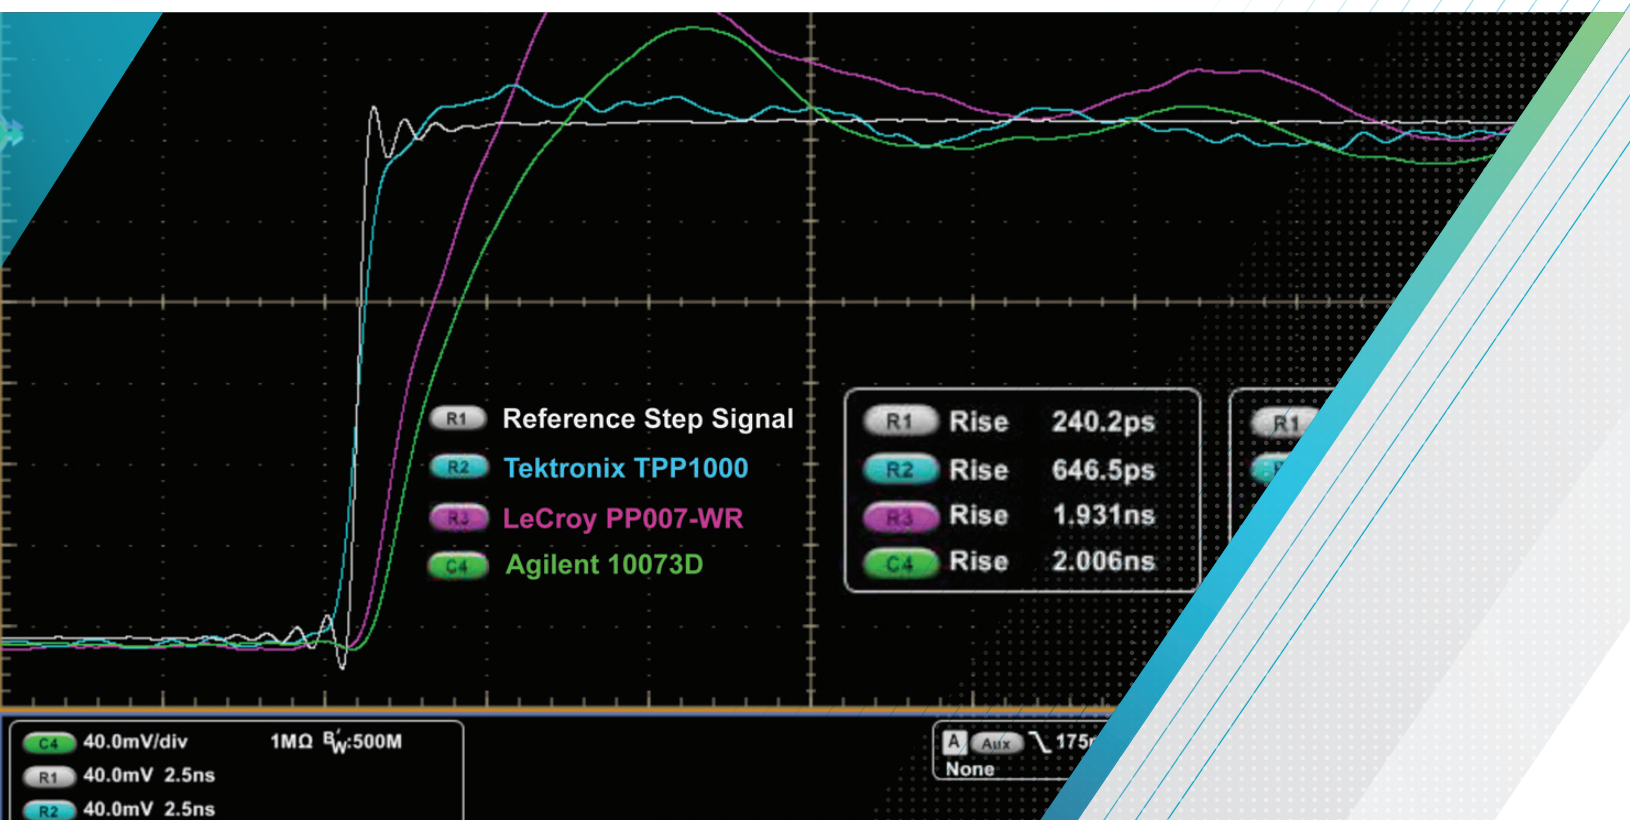 R1 Reference Step Signal
R2 Tektronix TPP1000
R3 LeCroy PP007-WR
C4 Agilent 10073D
R1 Rise 240.2ps
R2 Rise 646.5ps
R3 Rise 1.931ns
C4 Rise 2.006ns
R1
C4 40.0mV/div 1MΩ BW:500M
R1 40.0mV 2.5ns
R2 40.0mV 2.5ns
A Aux
None